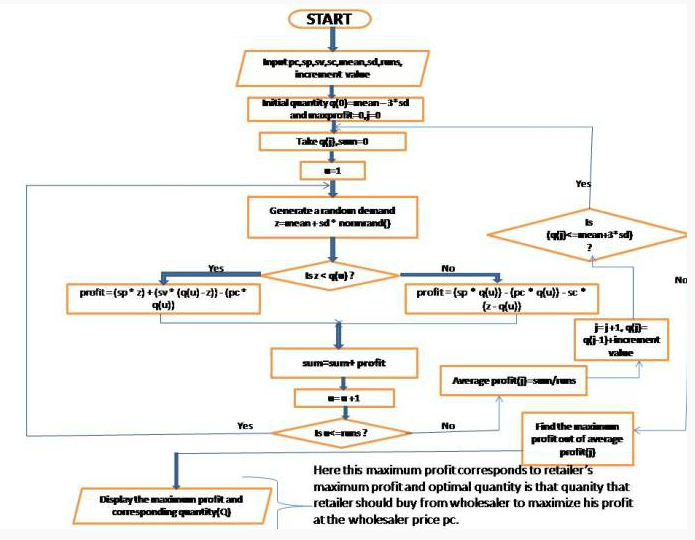 START
Input pc,sp,sv,sc,mean,sd,runs,
increment value
Initial quantity q(0)=mean - 3*sd
and maxprofit=0,j=0
Take q(j),sum=0
u=1
Generate a random demand
z=mean + sd * normrnd()
Is z < q(u) ?
Yes
No
profit = (sp * z) + (sv * (q(u) - z)) - (pc *
q(u))
profit = (sp * q(u)) - (pc * q(u)) - sc *
(z - q(u))
sum=sum+ profit
u= u +1
Is u<=runs ?
Yes
No
Average profit(j)=sum/runs
j= j +1, q(j)=
q(j-1)+increment
value
Is
(q(j)<=mean+3*sd)
?
Yes
No
Find the maximum
profit out of average
profit(j)
Display the maximum profit and
corresponding quantity(Q)
Here this maximum profit corresponds to retailer's
maximum profit and optimal quantity is that quanity that
retailer should buy from wholesaler to maximize his profit
at the wholesaler price pc.